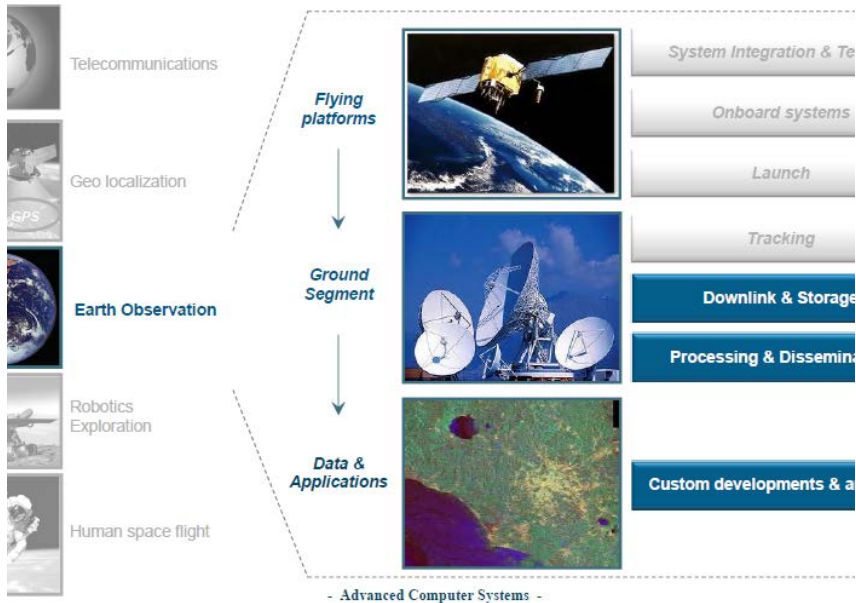 Telecommunications
Geo localization
GPS
Earth Observation
Robotics
Exploration
Human space flight
Flying
platforms
Ground
Segment
Data &
Applications
System Integration & Te
Onboard systems
Launch
Tracking
Downlink & Storage
Processing & Dissemina
Custom developments & a
- Advanced Computer Systems -